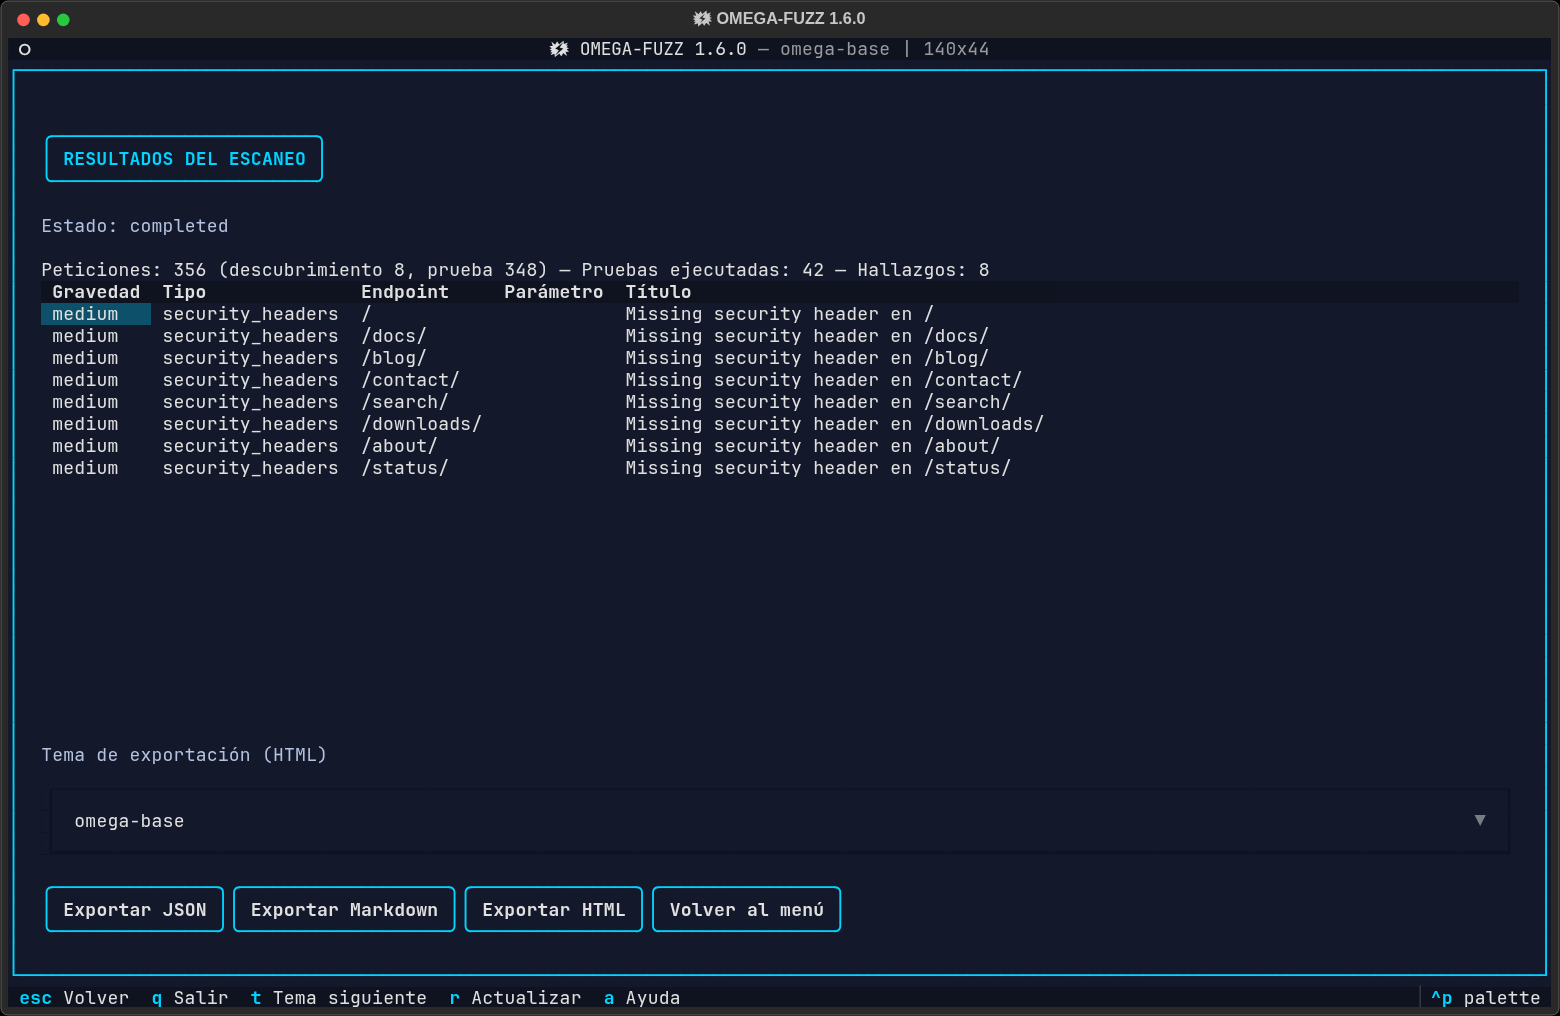 OMEGA-FUZZ 1.6.0
OMEGA-FUZZ 1.6.0 — omega-base | 140x44
RESULTADOS DEL ESCANEO
Estado: completed
Peticiones: 356 (descubrimiento 8, prueba 348) — Pruebas ejecutadas: 42 — Hallazgos: 8
Gravedad Tipo Endpoint Parámetro Título
medium security_headers / Missing security header en /
medium security_headers /docs/ Missing security header en /docs/
medium security_headers /blog/ Missing security header en /blog/
medium security_headers /contact/ Missing security header en /contact/
medium security_headers /search/ Missing security header en /search/
medium security_headers /downloads/ Missing security header en /downloads/
medium security_headers /about/ Missing security header en /about/
medium security_headers /status/ Missing security header en /status/
Tema de exportación (HTML)
omega-base ▼
Exportar JSON Exportar Markdown Exportar HTML Volver al menú
esc Volver q Salir t Tema siguiente r Actualizar a Ayuda ^p palette